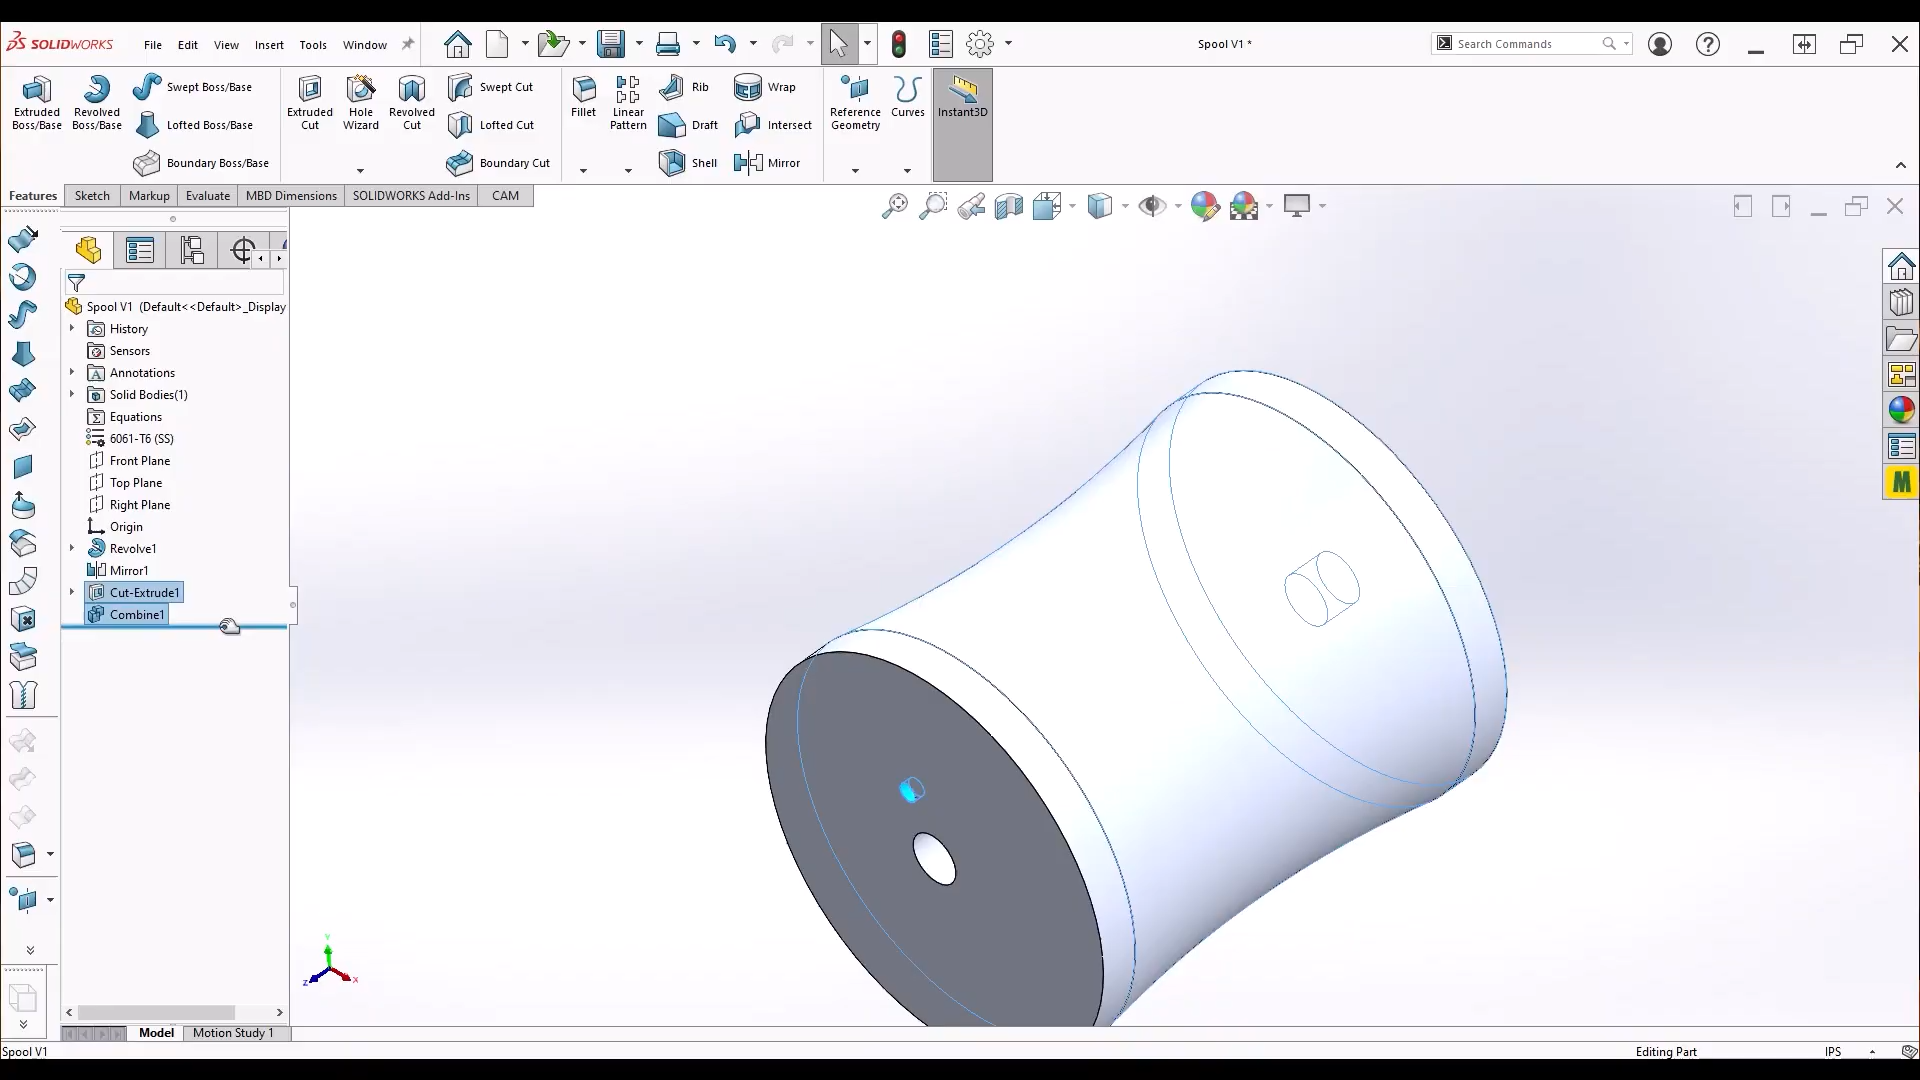 SOLIDWORKS File Edit View Insert Tools Window Spool V1 * Search Commands
Extruded Boss/Base
Revolved Boss/Base
Swept Boss/Base
Lofted Boss/Base
Boundary Boss/Base
Extruded Cut
Hole Wizard
Revolved Cut
Swept Cut
Lofted Cut
Boundary Cut
Fillet
Linear Pattern
Rib
Draft
Shell
Wrap
Intersect
Mirror
Reference Geometry
Curves
Instant3D
Features Sketch Markup Evaluate MBD Dimensions SOLIDWORKS Add-Ins CAM
Spool V1 (Default<<Default>_Display
History
Sensors
Annotations
Solid Bodies(1)
Equations
6061-T6 (SS)
Front Plane
Top Plane
Right Plane
Origin
Revolve1
Mirror1
Cut-Extrude1
Combine1
M
Y
Z X
Model Motion Study 1
Spool V1 Editing Part IPS